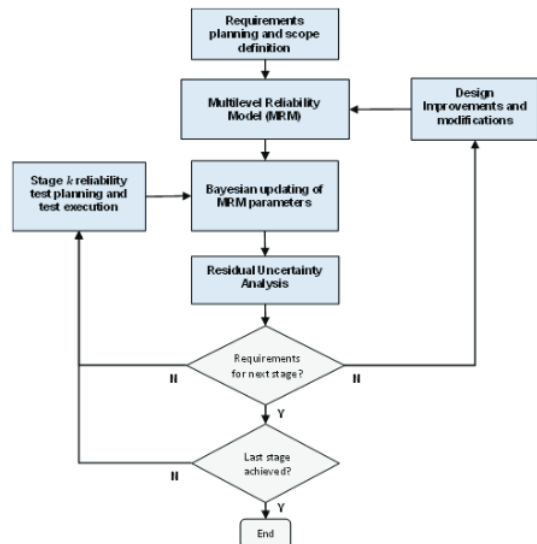 Requirements
planning and scope
definition
Multilevel Reliability
Model (MRM)
Design
Improvements and
modifications
Stage k reliability
test planning and
test execution
Bayesian updating of
MRM parameters
Residual Uncertainty
Analysis
Requirements
for next stage?
N
N
Y
Last stage
achieved?
N
Y
End